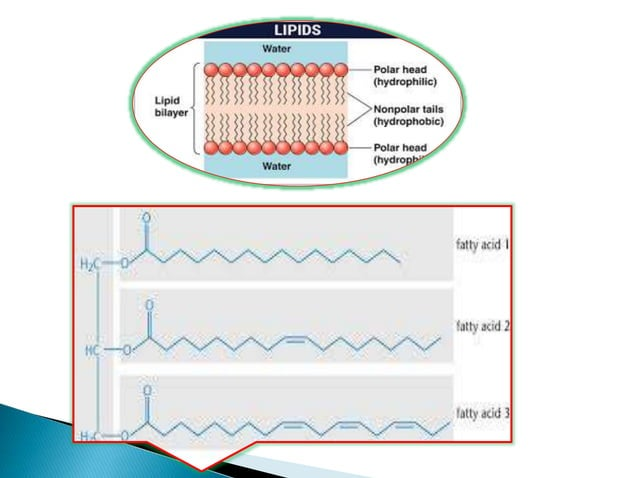 LIPIDS
Water
Polar head
(hydrophilic)
Lipid
bilayer
Nonpolar tails
(hydrophobic)
Polar head
(hydrophi
Water
O
H₂C O
fatty acid 1
O
HC O
fatty acid 2
O
H₂C O
fatty acid 3